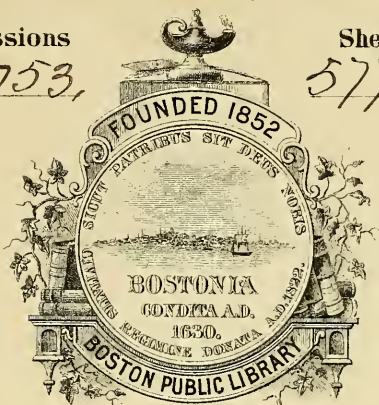 ssions
She
753,
577
FOUNDED 1852
SICUT PATRIBUS SIT DEUS NOBIS
BOSTONIA
CONDITA A.D.
1630.
CIVITATIS REGIMINE DONATA A.D. 1822.
BOSTON PUBLIC LIBRARY